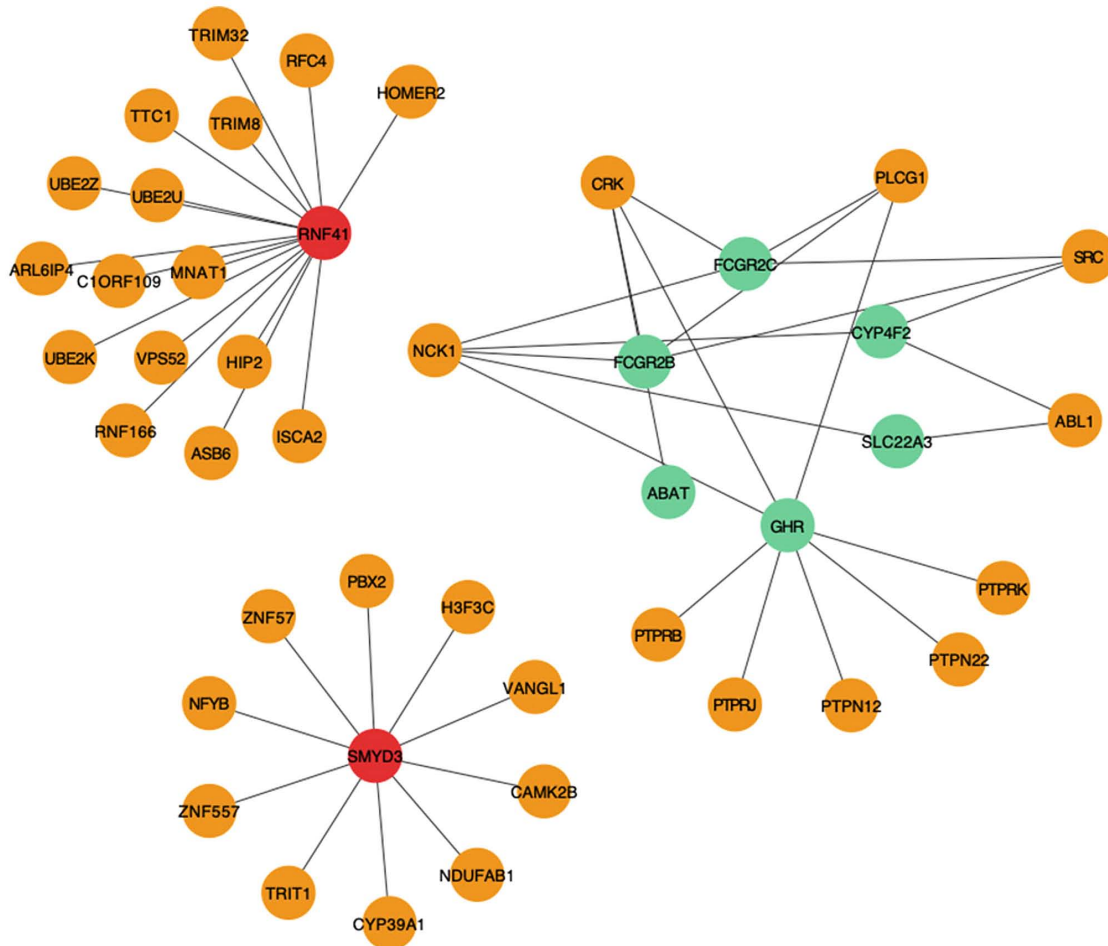 TRIM32
RFC4
HOMER2
TTC1
TRIM8
UBE2Z
UBE2U
RNF41
ARL6IP4
C1ORF109
MNAT1
UBE2K
VPS52
HIP2
RNF166
ASB6
ISCA2
CRK
PLCG1
FCGR2C
SRC
CYP4F2
NCK1
FCGR2B
ABL1
SLC22A3
ABAT
GHR
PTPRK
PTPRB
PTPN22
PTPRJ
PTPN12
PBX2
ZNF57
H3F3C
NFYB
VANGL1
SMYD3
CAMK2B
ZNF557
NDUFAB1
TRIT1
CYP39A1